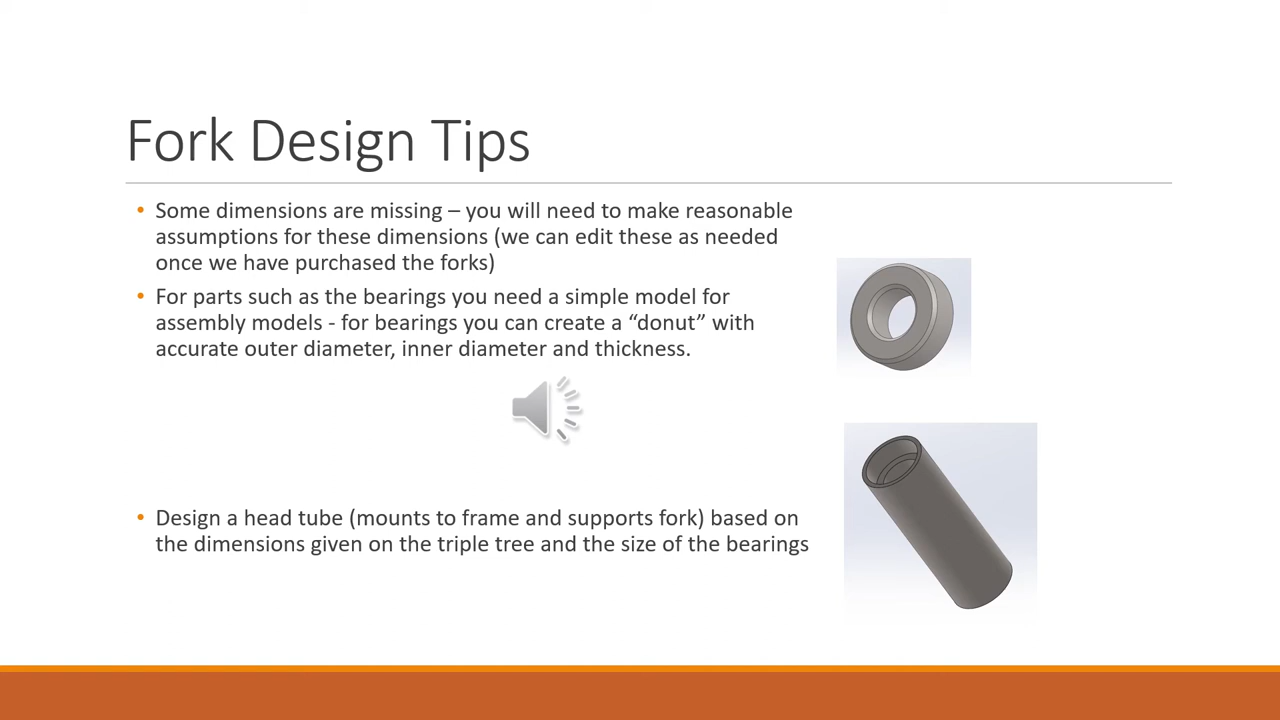 Fork Design Tips
• Some dimensions are missing – you will need to make reasonable
assumptions for these dimensions (we can edit these as needed
once we have purchased the forks)
• For parts such as the bearings you need a simple model for
assembly models - for bearings you can create a “donut” with
accurate outer diameter, inner diameter and thickness.
• Design a head tube (mounts to frame and supports fork) based on
the dimensions given on the triple tree and the size of the bearings